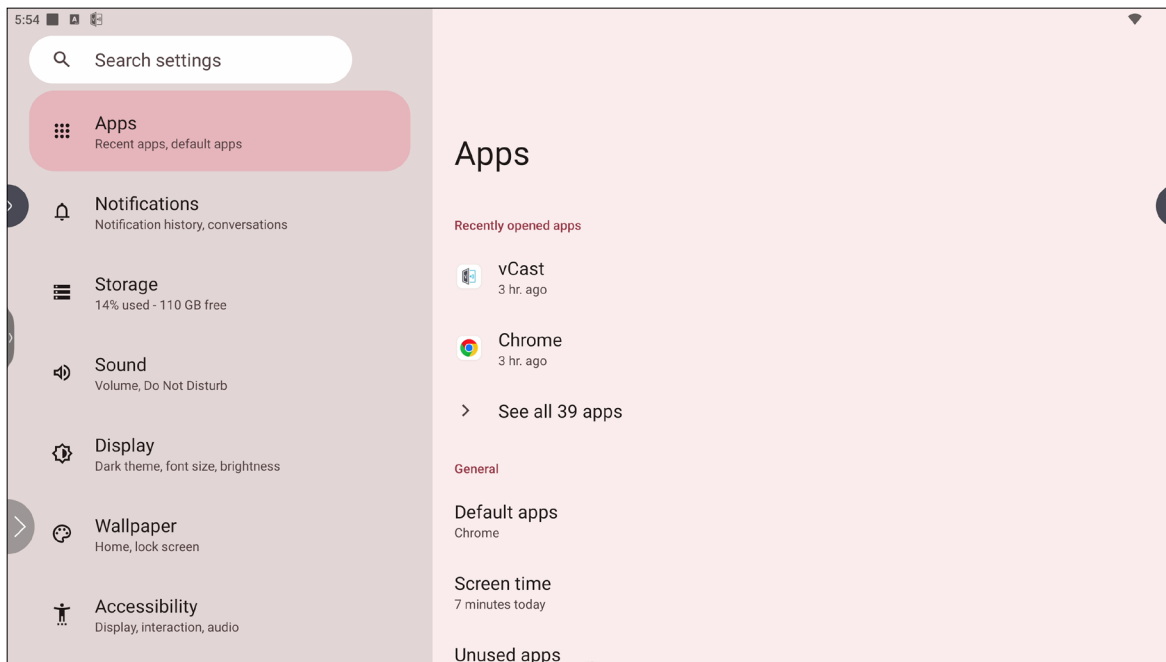 5:54
Search settings
Apps
Recent apps, default apps
Notifications
Notification history, conversations
Storage
14% used - 110 GB free
Sound
Volume, Do Not Disturb
Display
Dark theme, font size, brightness
Wallpaper
Home, lock screen
Accessibility
Display, interaction, audio
Apps
Recently opened apps
vCast
3 hr. ago
Chrome
3 hr. ago
See all 39 apps
General
Default apps
Chrome
Screen time
7 minutes today
Unused apps